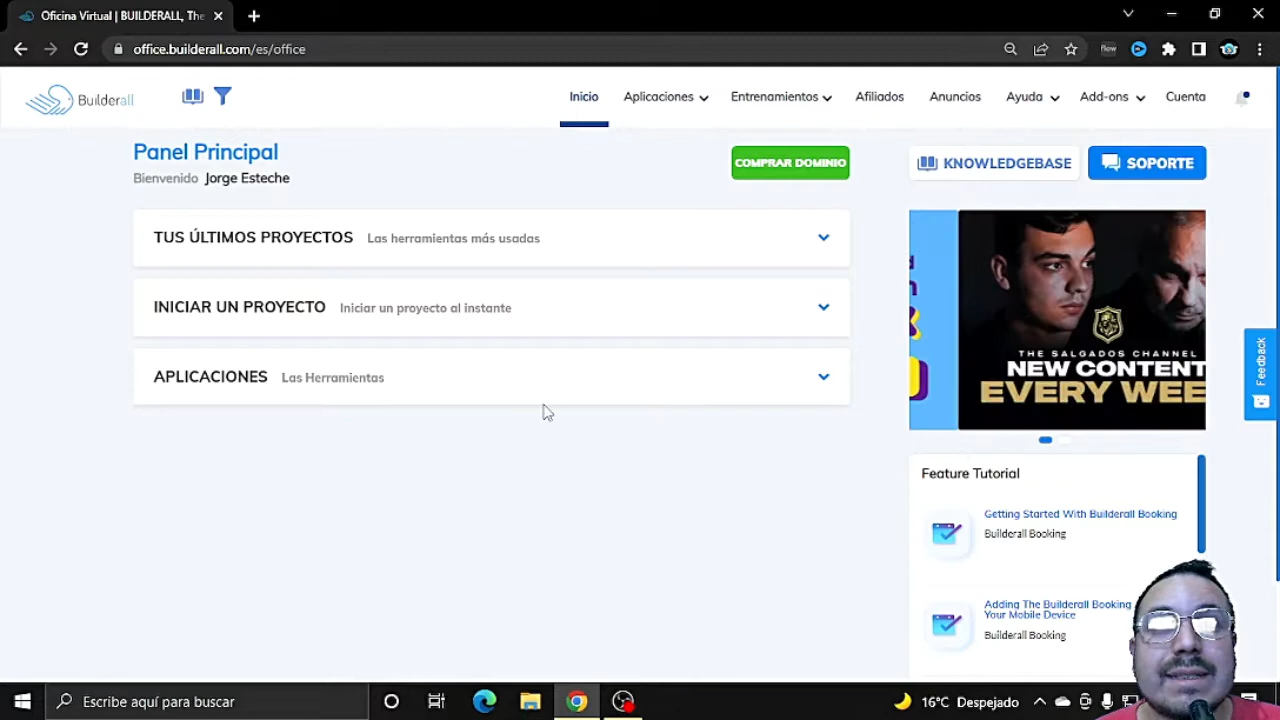 Oficina Virtual | BUILDERALL, The
office.builderall.com/es/office
flow
Builderall
Inicio
Aplicaciones
Entrenamientos
Afiliados
Anuncios
Ayuda
Add-ons
Cuenta
Panel Principal
Bienvenido Jorge Esteche
COMPRAR DOMINIO
KNOWLEDGEBASE
SOPORTE
TUS ÚLTIMOS PROYECTOS Las herramientas más usadas
INICIAR UN PROYECTO Iniciar un proyecto al instante
APLICACIONES Las Herramientas
THE SALGADOS CHANNEL
NEW CONTENT
EVERY WEE
Feedback
Feature Tutorial
Getting Started With Builderall Booking
Builderall Booking
Adding The Builderall Booking
Your Mobile Device
Builderall Booking
Escribe aquí para buscar
16°C Despejado